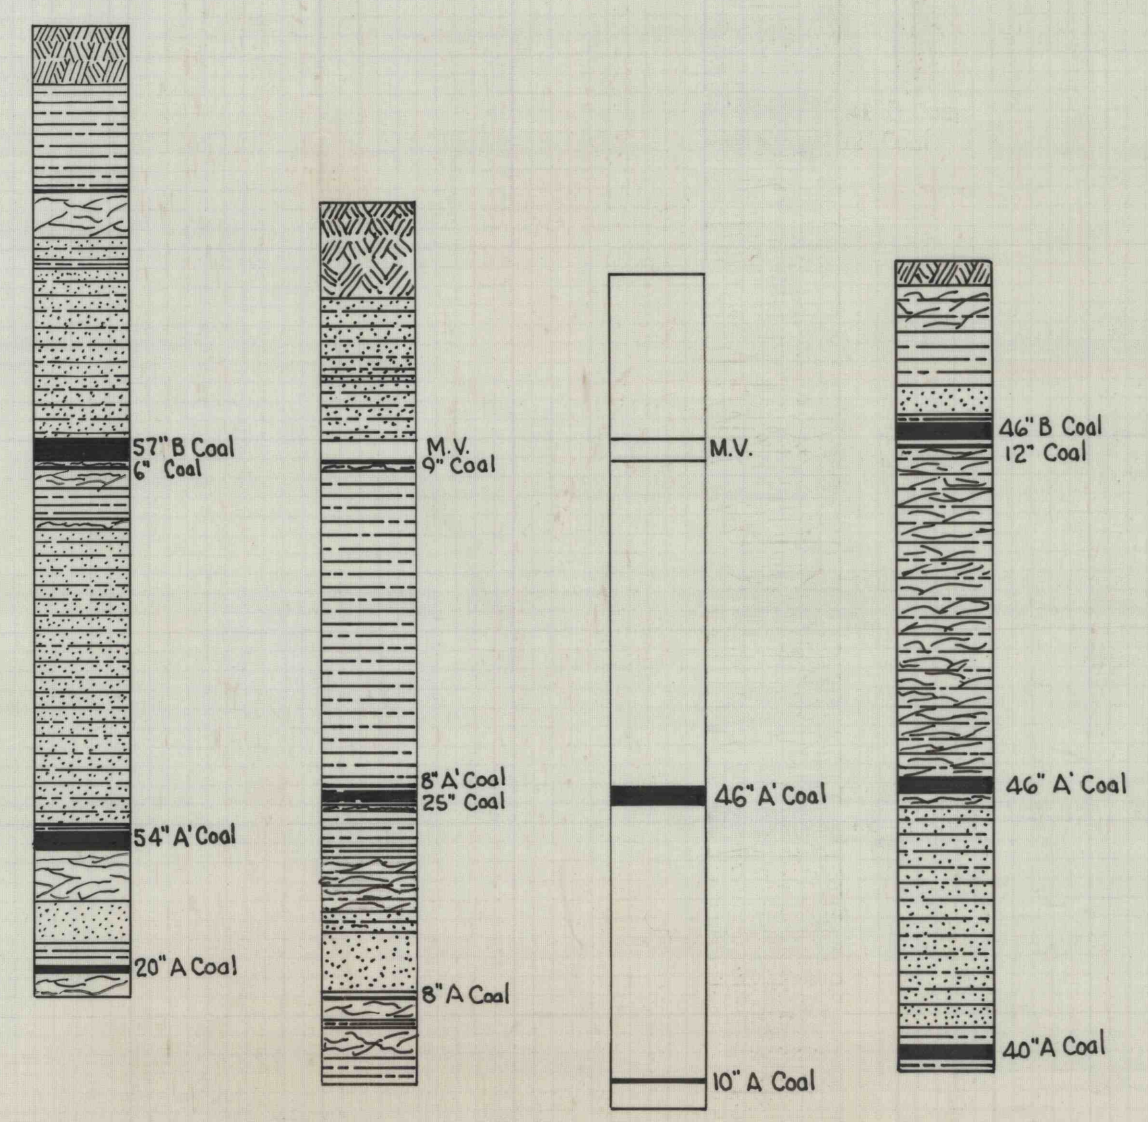 57" B Coal
6" Coal
54" A' Coal
20" A Coal
M.V.
9" Coal
8" A' Coal
25" Coal
8" A Coal
M.V.
46" A' Coal
10" A Coal
46" B Coal
12" Coal
46" A' Coal
40" A Coal